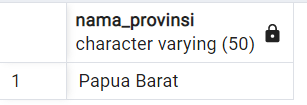 nama_provinsi
character varying (50)
1 Papua Barat